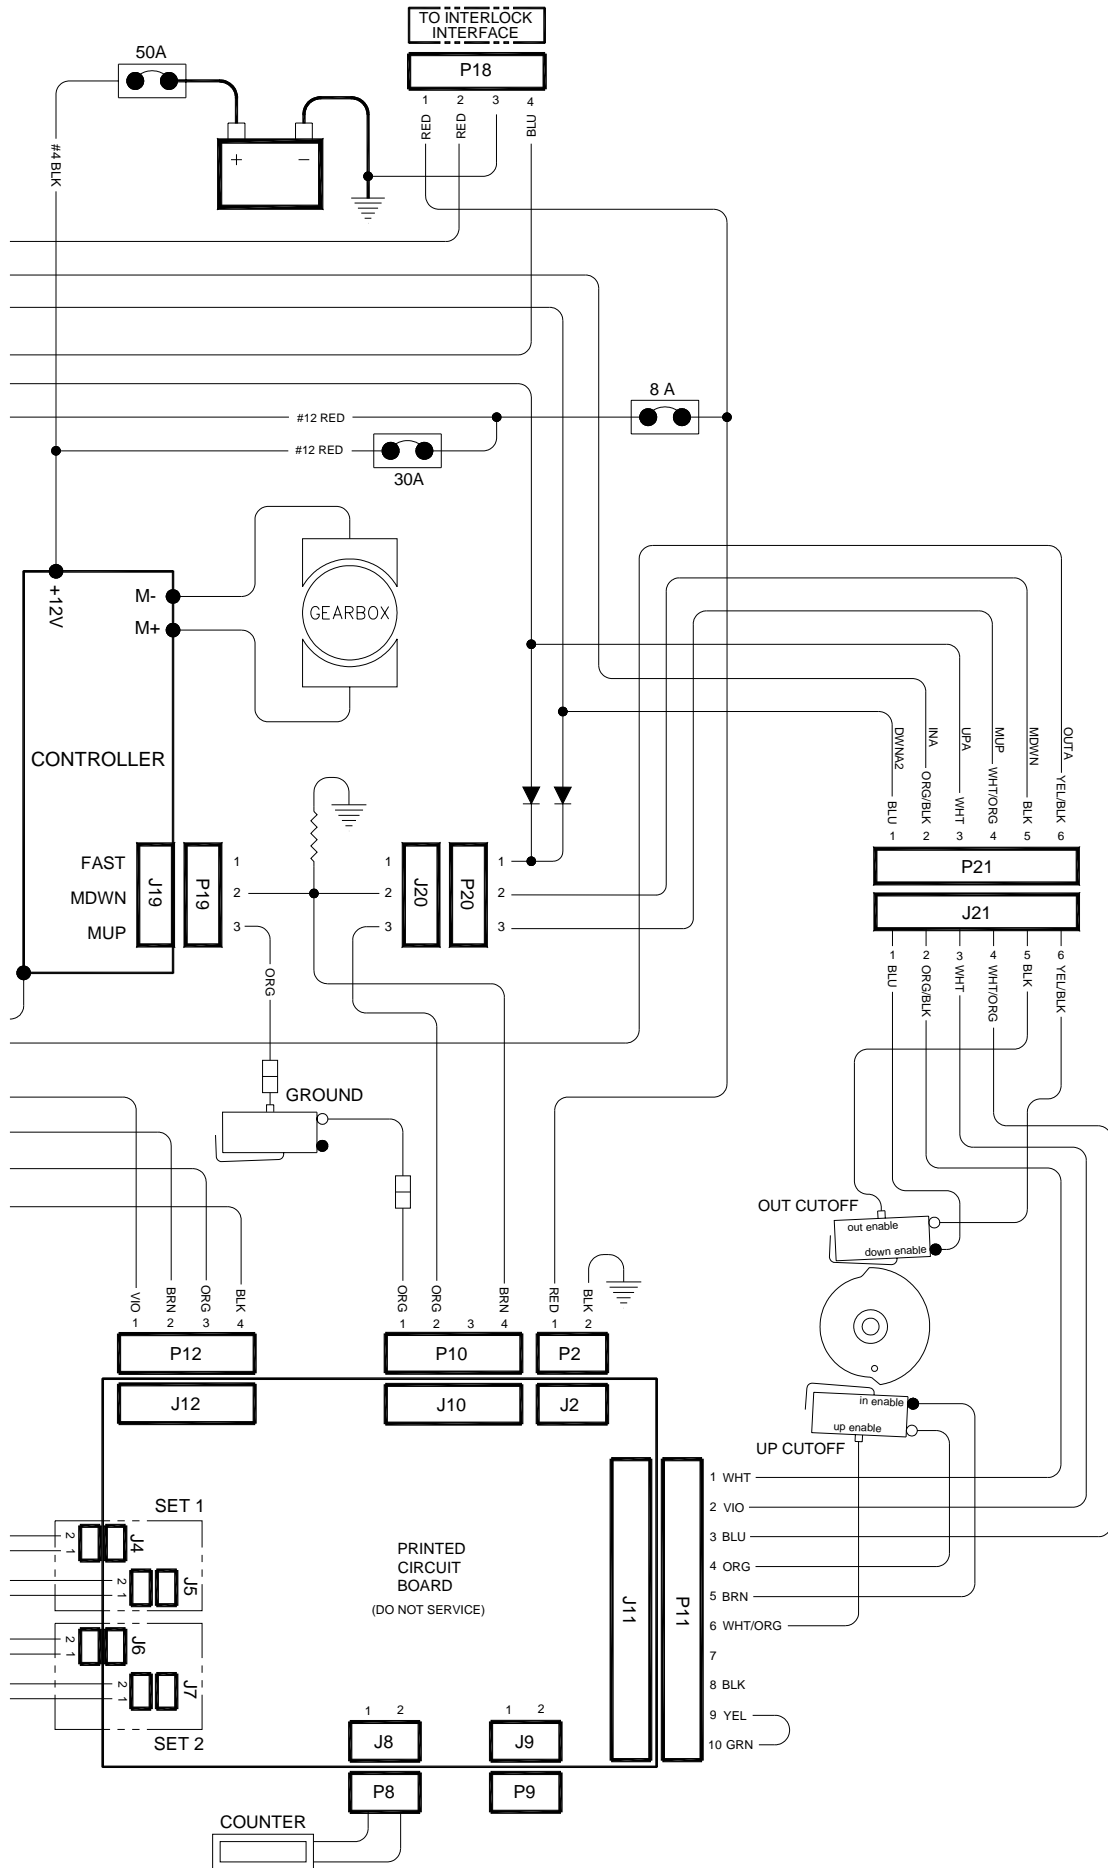 TO INTERLOCK
INTERFACE
50A
P18
1 2 3 4
RED RED BLU
#4 BLK
+ −
8 A
#12 RED
#12 RED
30A
+12V
M-
M+
GEARBOX
CONTROLLER
DWNA2 INA UPA MUP MDWN OUTA
BLU ORG/BLK WHT WHT/ORG BLK YEL/BLK
1 2 3 4 5 6
P21
J21
1 2 3 4 5 6
BLU ORG/BLK WHT WHT/ORG BLK YEL/BLK
FAST
MDWN
MUP
J19
P19
1
2
3
1
2
3
J20
P20
1
2
3
ORG
GROUND
OUT CUTOFF
out enable
down enable
VIO BRN ORG BLK
1 2 3 4
P12
J12
ORG ORG BRN
1 2 3 4
P10
J10
RED BLK
1 2
P2
J2
in enable
up enable
UP CUTOFF
J11
P11
1 WHT
2 VIO
3 BLU
4 ORG
5 BRN
6 WHT/ORG
7
8 BLK
9 YEL
10 GRN
SET 1
2
1
J4
2
1
J5
2
1
J6
2
1
J7
SET 2
PRINTED
CIRCUIT
BOARD
(DO NOT SERVICE)
1 2
J8
P8
1 2
J9
P9
COUNTER